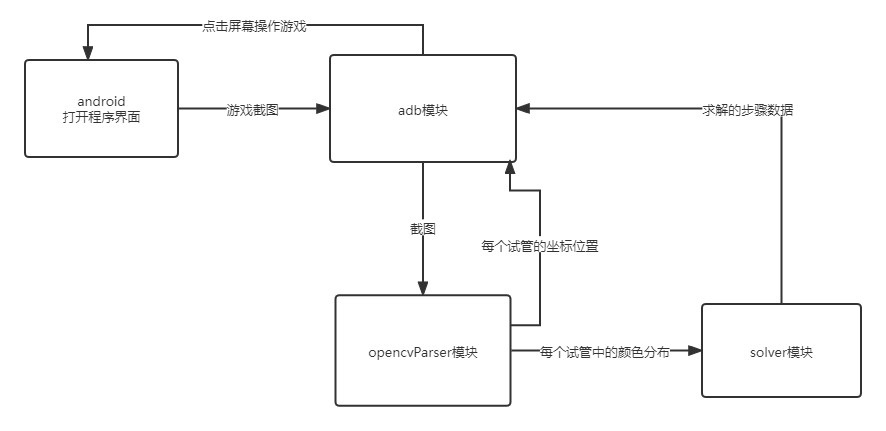 点击屏幕操作游戏
android
打开程序界面
游戏截图
adb模块
求解的步骤数据
截图
每个试管的坐标位置
opencvParser模块
每个试管中的颜色分布
solver模块